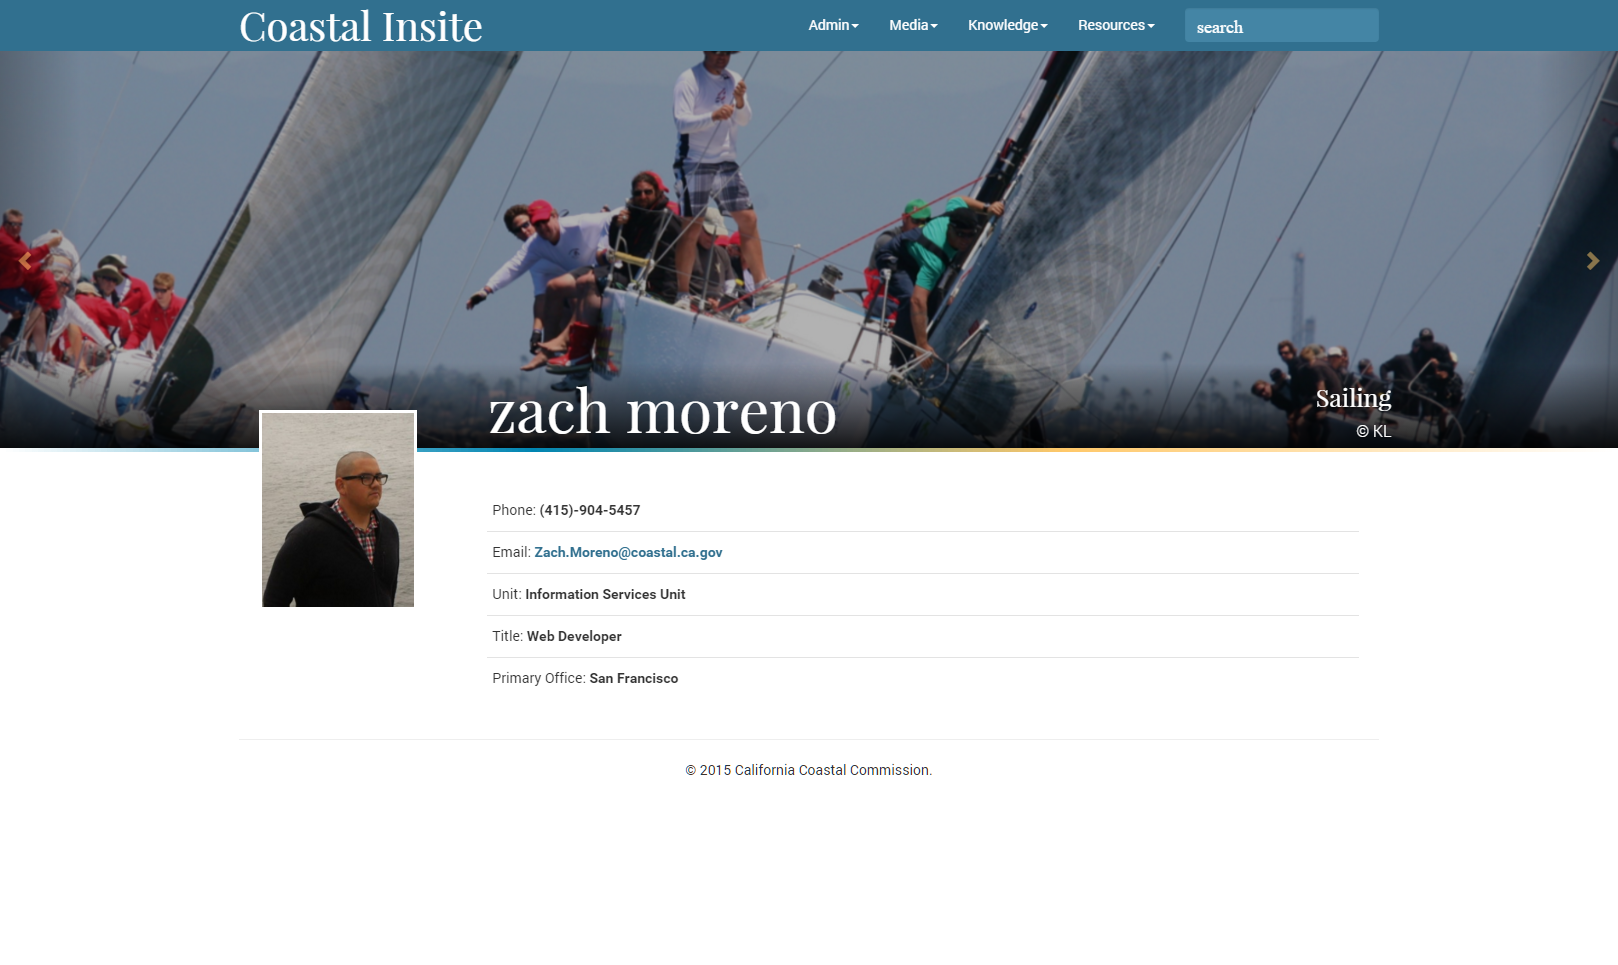 Coastal Insite
Admin Media Knowledge Resources search
zach moreno
Sailing
© KL
Phone: (415)-904-5457
Email: Zach.Moreno@coastal.ca.gov
Unit: Information Services Unit
Title: Web Developer
Primary Office: San Francisco
© 2015 California Coastal Commission.